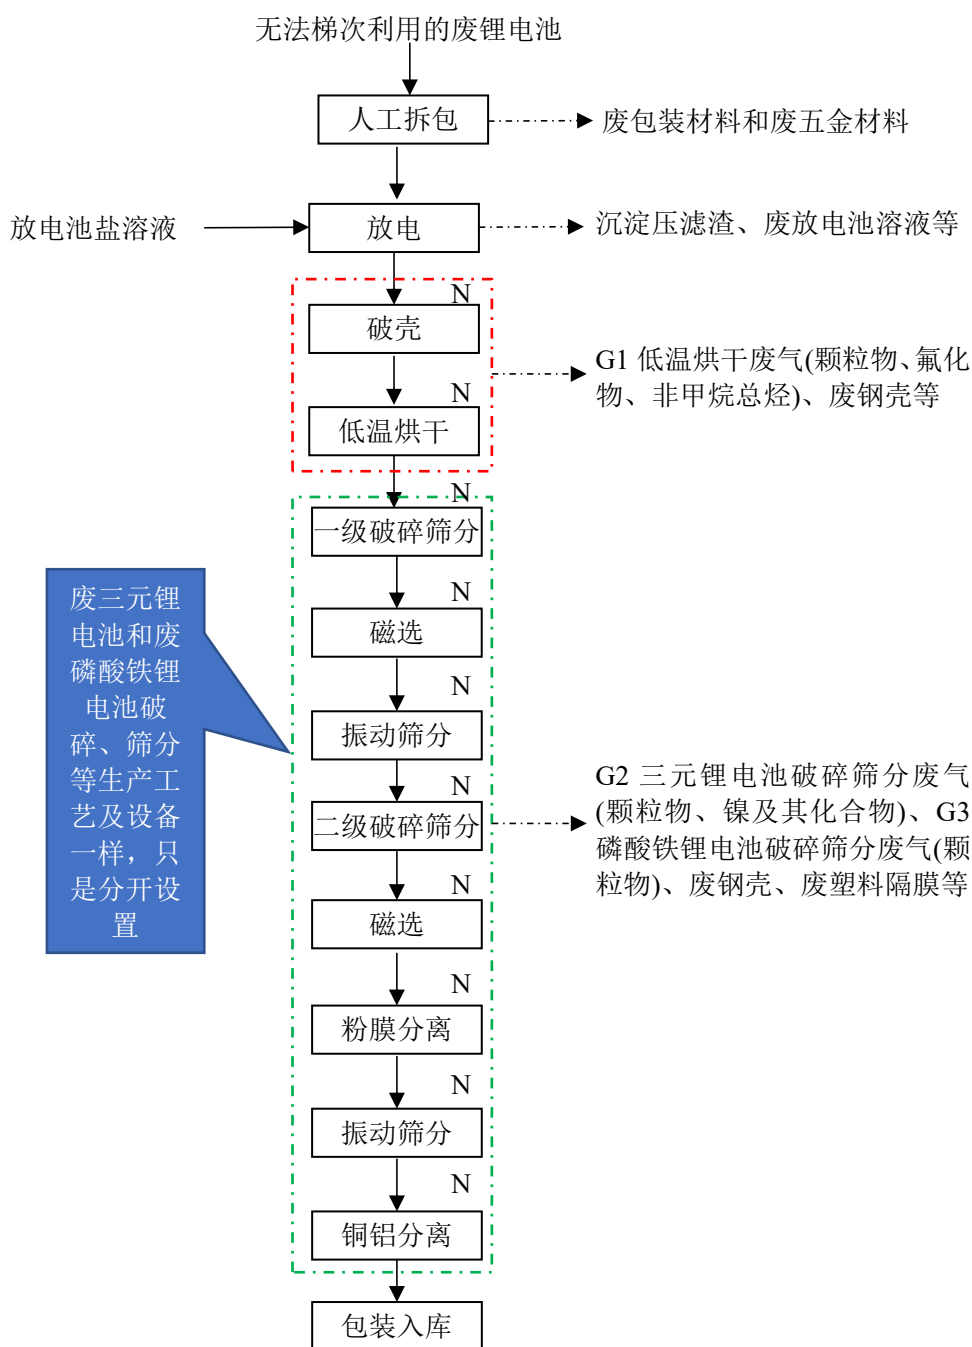 无法梯次利用的废锂电池
人工拆包
废包装材料和废五金材料
放电池盐溶液
放电
沉淀压滤渣、废放电池溶液等
N
破壳
G1 低温烘干废气(颗粒物、氟化
物、非甲烷总烃)、废钢壳等
N
低温烘干
N
一级破碎筛分
N
磁选
N
振动筛分
N
二级破碎筛分
废三元锂
电池和废
磷酸铁锂
电池破
碎、筛分
等生产工
艺及设备
一样，只
是分开设
置
G2 三元锂电池破碎筛分废气
(颗粒物、镍及其化合物)、G3
磷酸铁锂电池破碎筛分废气(颗
粒物)、废钢壳、废塑料隔膜等
N
磁选
N
粉膜分离
N
振动筛分
N
铜铝分离
包装入库